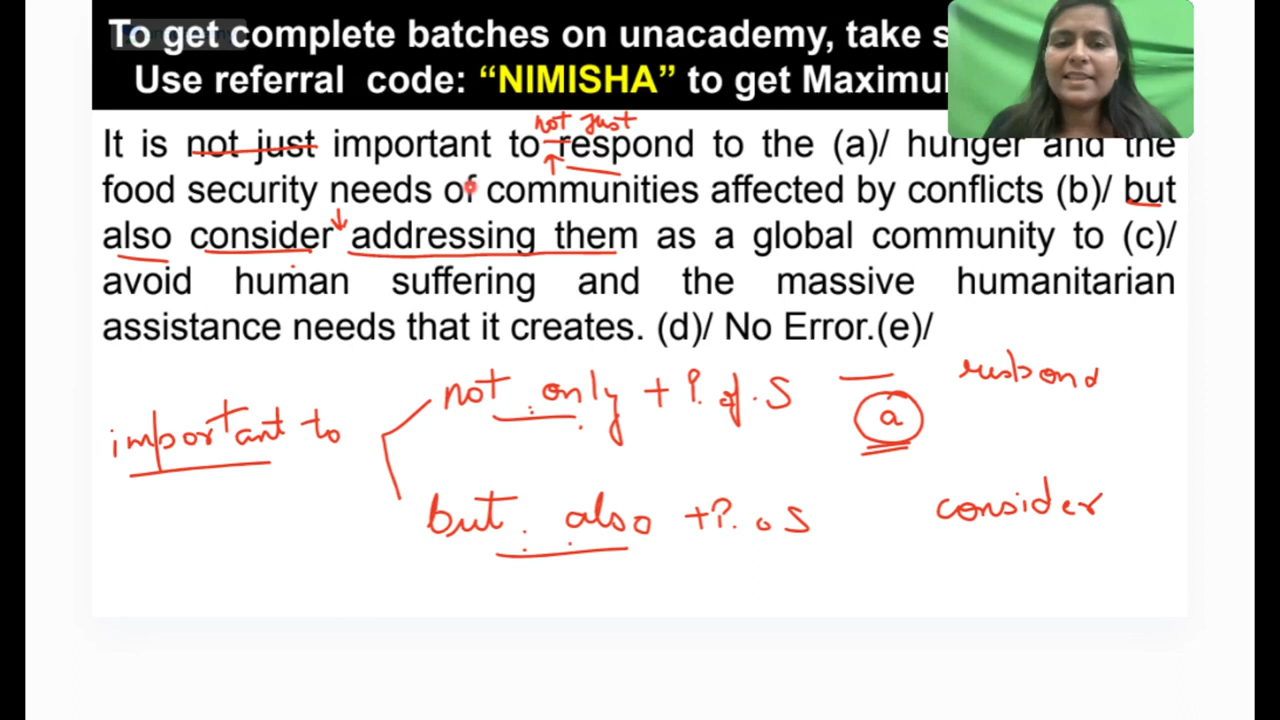 To get complete batches on unacademy, take s
Use referral code: “NIMISHA” to get Maximu
not just
It is not just important to respond to the (a)/ hunger and the
food security needs of communities affected by conflicts (b)/ but
also consider addressing them as a global community to (c)/
avoid human suffering and the massive humanitarian
assistance needs that it creates. (d)/ No Error.(e)/
not only + P. of. S respond
a
important to
but also + P. o S consider